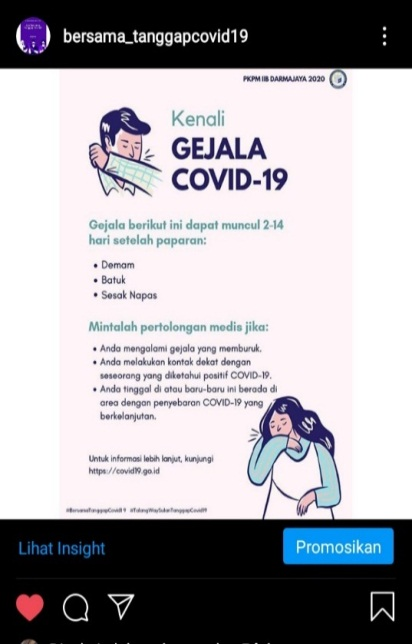 bersama_tanggapcovid19
PKPM IIB DARMAJAYA 2020
Kenali
GEJALA
COVID-19
Gejala berikut ini dapat muncul 2-14
hari setelah paparan:
• Demam
• Batuk
• Sesak Napas
Mintalah pertolongan medis jika:
• Anda mengalami gejala yang memburuk.
• Anda melakukan kontak dekat dengan
seseorang yang diketahui positif COVID-19.
• Anda tinggal di atau baru-baru ini berada di
area dengan penyebaran COVID-19 yang
berkelanjutan.
Untuk informasi lebih lanjut, kunjungi
https://covid19.go.id
#BersamaTanggapCovid19 #TalangWaySulanTanggapCovid19
Lihat Insight
Promosikan